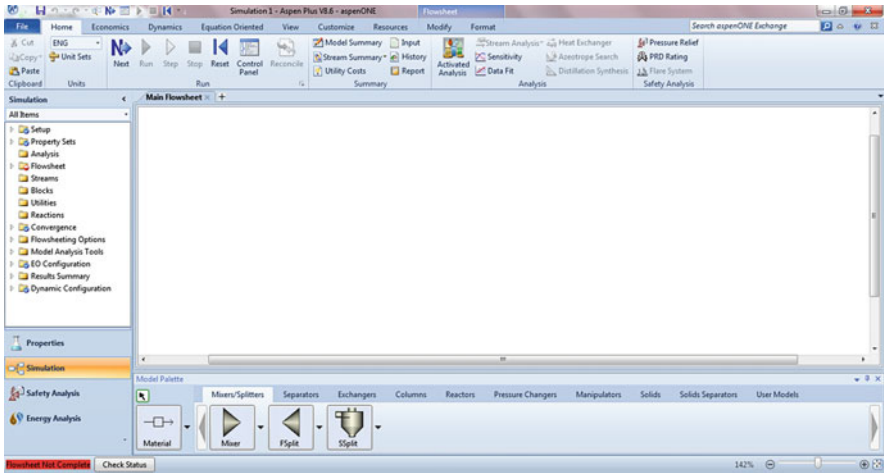 Simulation 1 - Aspen Plus V8.6 - aspenONE
Flowsheet
File Home Economics Dynamics Equation Oriented View Customize Resources Modify Format Search aspenONE Exchange
Cut ENG Model Summary Input Stream Analysis Heat Exchanger Pressure Relief
Copy Unit Sets Stream Summary History Sensitivity Azeotrope Search PRD Rating
Paste Next Run Step Stop Reset Control Panel Reconcile Utility Costs Report Activated Analysis Data Fit Distillation Synthesis Flare System
Clipboard Units Run Summary Analysis Safety Analysis
Simulation Main Flowsheet
All Items
Setup
Property Sets
Analysis
Flowsheet
Streams
Blocks
Utilities
Reactions
Convergence
Flowsheeting Options
Model Analysis Tools
EO Configuration
Results Summary
Dynamic Configuration
Properties
Simulation
Safety Analysis
Energy Analysis
Model Palette
Mixers/Splitters Separators Exchangers Columns Reactors Pressure Changers Manipulators Solids Solids Separators User Models
Material Mixer FSplit SSplit
Flowsheet Not Complete Check Status 142%